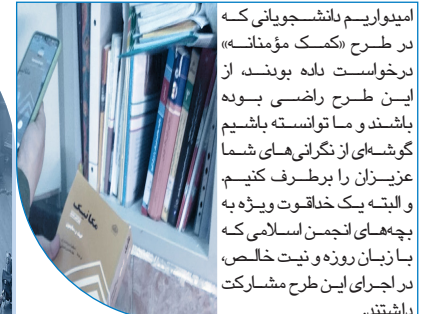 امیدواریم دانشجویانی که
در طرح «کمک مؤمنانه»
درخواست داده بودند، از
این طرح راضی بوده
باشند و ما توانسته باشیم
گوشه‌ای از نگرانی‌های شما
عزیزان را برطرف کنیم.
و البته یک خداقوت ویژه به
بچه‌های انجمن اسلامی که
با زبان روزه و نیت خالص،
در اجرای این طرح مشارکت
داشتند.
مکانیک